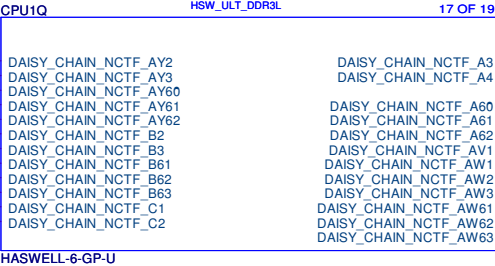 CPU1Q HSW_ULT_DDR3L 17 OF 19
DAISY_CHAIN_NCTF_AY2 DAISY_CHAIN_NCTF_A3
DAISY_CHAIN_NCTF_AY3 DAISY_CHAIN_NCTF_A4
DAISY_CHAIN_NCTF_AY60
DAISY_CHAIN_NCTF_AY61 DAISY_CHAIN_NCTF_A60
DAISY_CHAIN_NCTF_AY62 DAISY_CHAIN_NCTF_A61
DAISY_CHAIN_NCTF_B2 DAISY_CHAIN_NCTF_A62
DAISY_CHAIN_NCTF_B3 DAISY_CHAIN_NCTF_AV1
DAISY_CHAIN_NCTF_B61 DAISY_CHAIN_NCTF_AW1
DAISY_CHAIN_NCTF_B62 DAISY_CHAIN_NCTF_AW2
DAISY_CHAIN_NCTF_B63 DAISY_CHAIN_NCTF_AW3
DAISY_CHAIN_NCTF_C1 DAISY_CHAIN_NCTF_AW61
DAISY_CHAIN_NCTF_C2 DAISY_CHAIN_NCTF_AW62
DAISY_CHAIN_NCTF_AW63
HASWELL-6-GP-U